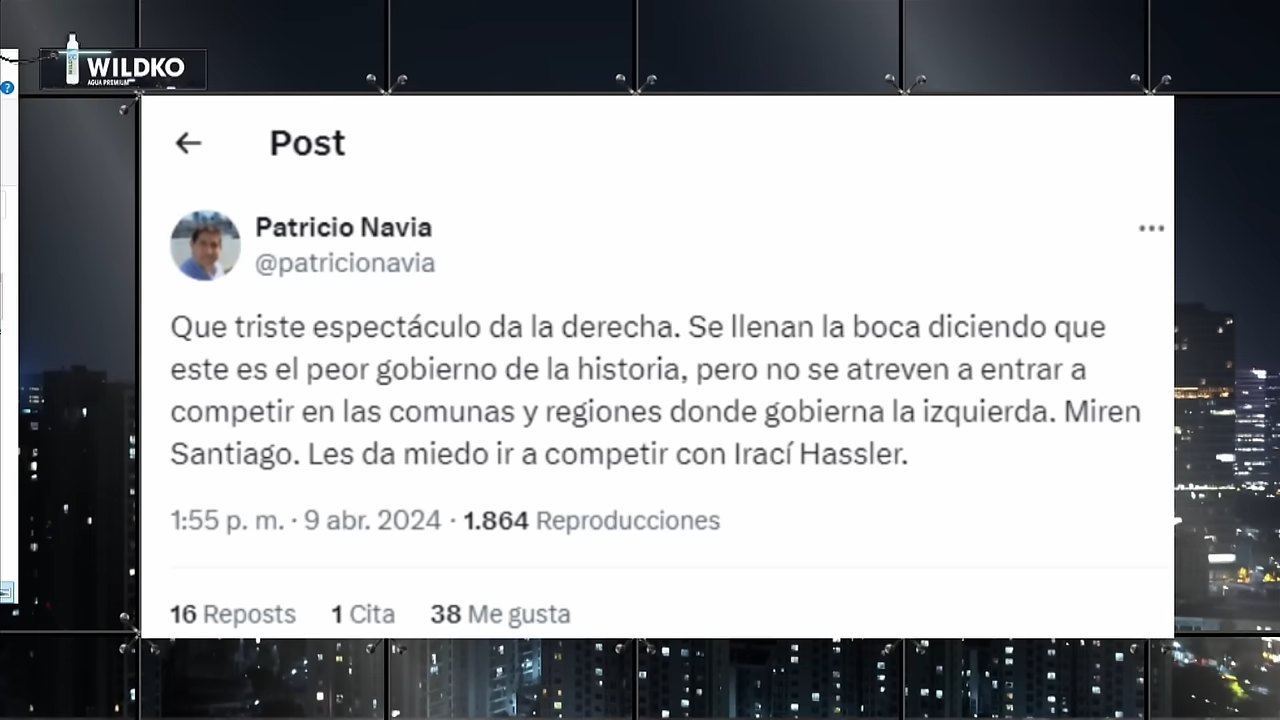 WILDKO
AGUA PREMIUM
Post
Patricio Navia
@patricionavia
Que triste espectáculo da la derecha. Se llenan la boca diciendo que
este es el peor gobierno de la historia, pero no se atreven a entrar a
competir en las comunas y regiones donde gobierna la izquierda. Miren
Santiago. Les da miedo ir a competir con Irací Hassler.
1:55 p. m. · 9 abr. 2024 · 1.864 Reproducciones
16 Reposts 1 Cita 38 Me gusta